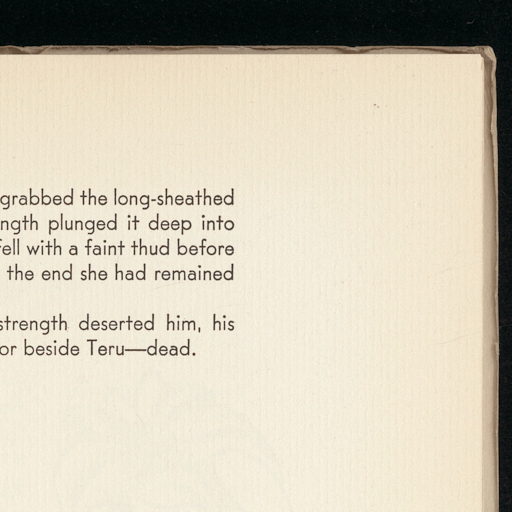 grabbed the long-sheathed
ngth plunged it deep into
fell with a faint thud before
the end she had remained
strength deserted him, his
or beside Teru—dead.